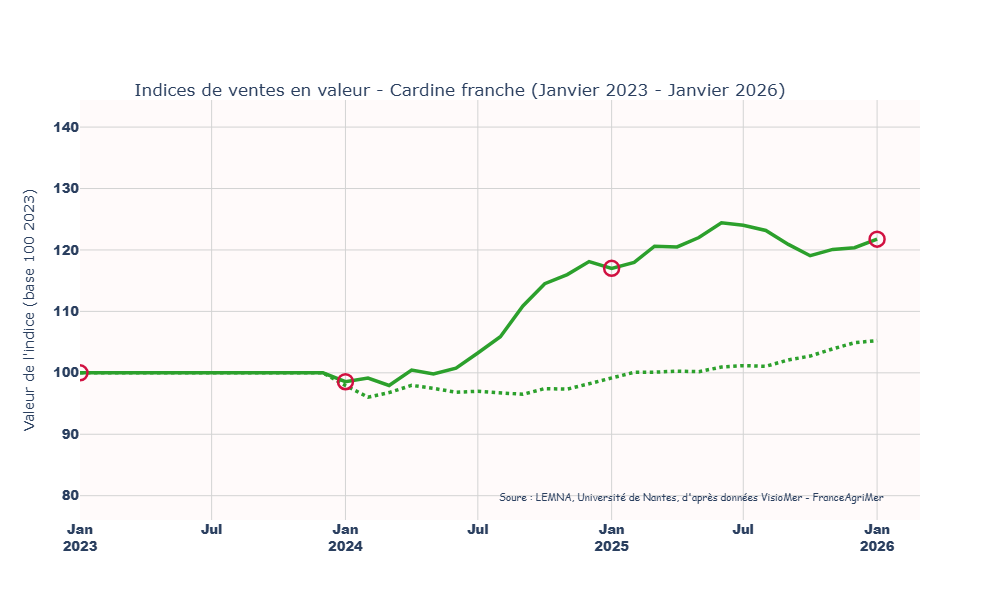 Indices de ventes en valeur - Cardine franche (Janvier 2023 - Janvier 2026)
Valeur de l'indice (base 100 2023)
140
130
120
110
100
90
80
Soure : LEMNA, Université de Nantes, d'après données VisioMer - FranceAgriMer
Jan Jul Jan Jul Jan Jul Jan
2023 2024 2025 2026